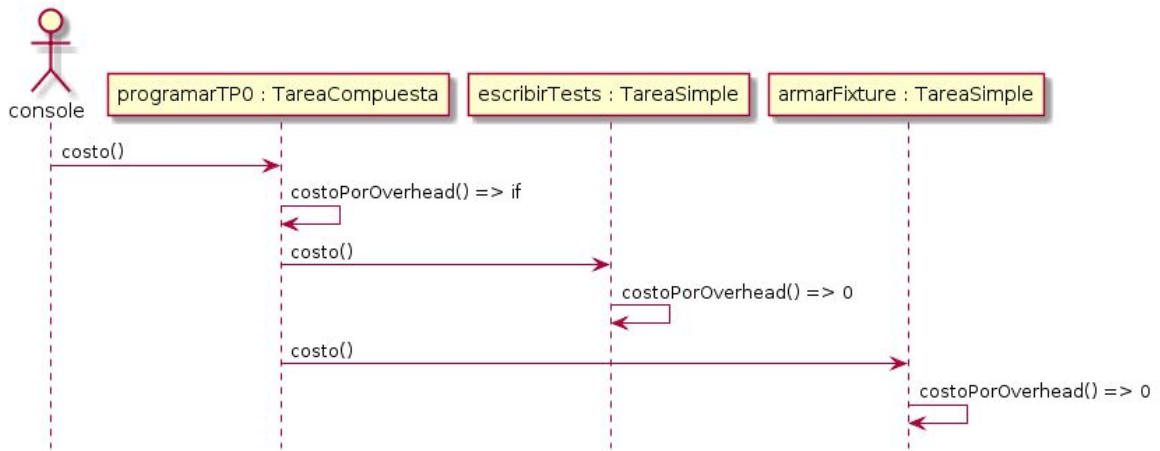 console
programarTP0 : TareaCompuesta
escribirTests : TareaSimple
armarFixture : TareaSimple
costo()
costoPorOverhead() => if
costo()
costoPorOverhead() => 0
costo()
costoPorOverhead() => 0